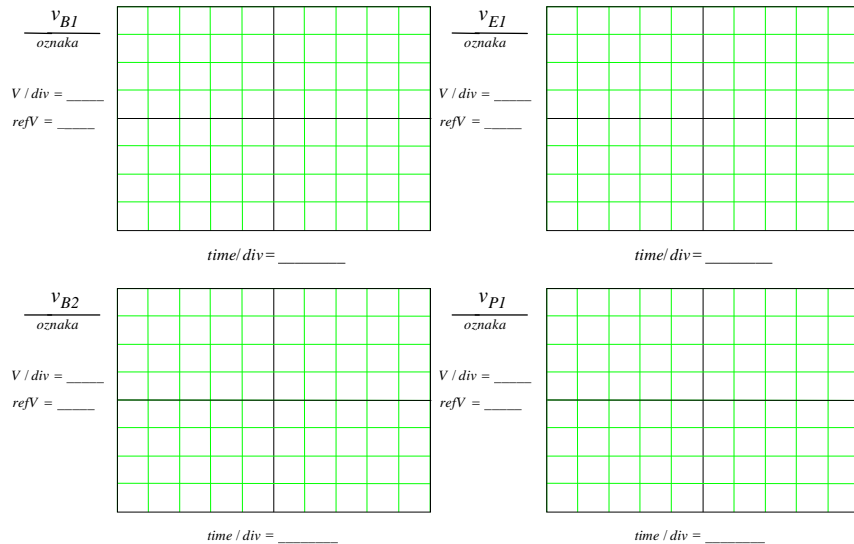 v_B1
oznaka
V / div = _____
refV = _____
time/div = ________
v_E1
oznaka
V / div = _____
refV = _____
time/div = ________
v_B2
oznaka
V / div = _____
refV = _____
time / div = ________
v_P1
oznaka
V / div = _____
refV = _____
time / div = ________